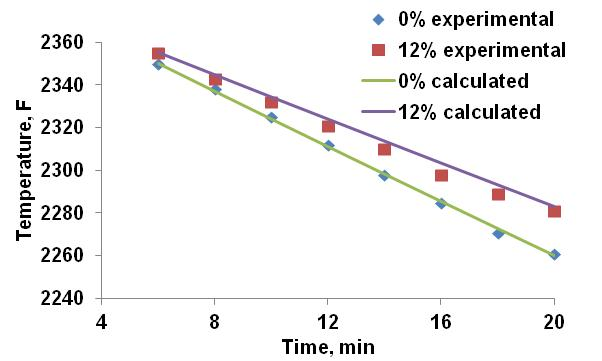 0% experimental
12% experimental
0% calculated
12% calculated
Temperature, F
2360
2340
2320
2300
2280
2260
2240
4 8 12 16 20
Time, min